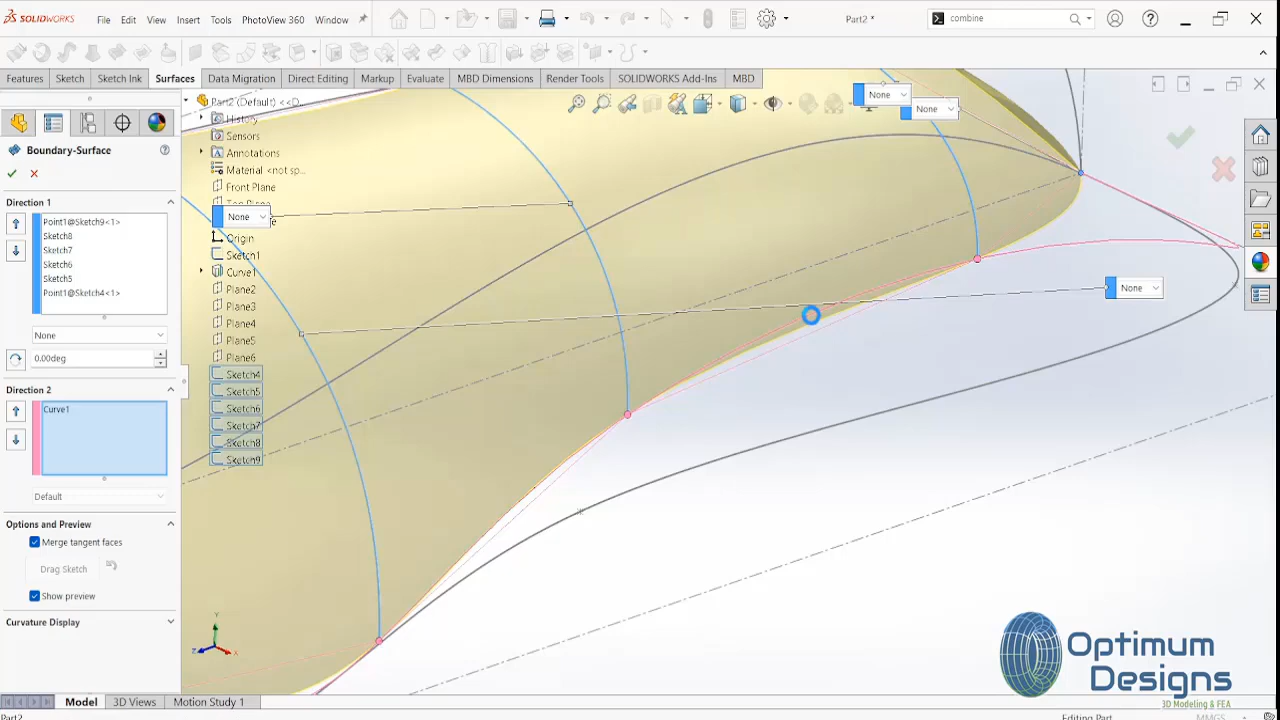 SOLIDWORKS File Edit View Insert Tools PhotoView 360 Window Part2 * combine
Features Sketch Sketch Ink Surfaces Data Migration Direct Editing Markup Evaluate MBD Dimensions Render Tools SOLIDWORKS Add-Ins MBD
Boundary-Surface
Direction 1
Point1@Sketch9<1>
Sketch8
Sketch7
Sketch6
Sketch5
Point1@Sketch4<1>
None
0.00deg
Direction 2
Curve1
Default
Options and Preview
Merge tangent faces
Drag Sketch
Show preview
Curvature Display
Part2 (Default) <<D...
History
Sensors
Annotations
Material <not sp...
Front Plane
Origin
Sketch1
Curve1
Plane2
Plane3
Plane4
Plane5
Plane6
Sketch4
Sketch5
Sketch6
Sketch7
Sketch8
Sketch9
None
None
None
None
Y
Z
X
Optimum
Designs
3D Modeling & FEA
Model 3D Views Motion Study 1
Part2 Editing Part MMGS